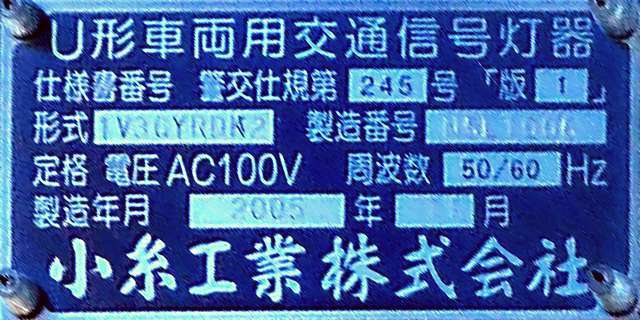 U形車両用交通信号灯器
仕様書番号 警交仕規第 245 号 「版 1 」
形式 1V30YRDN2 製造番号
定格 電圧 AC100V 周波数 50/60 Hz
製造年月 2005 年 月
小糸工業株式会社